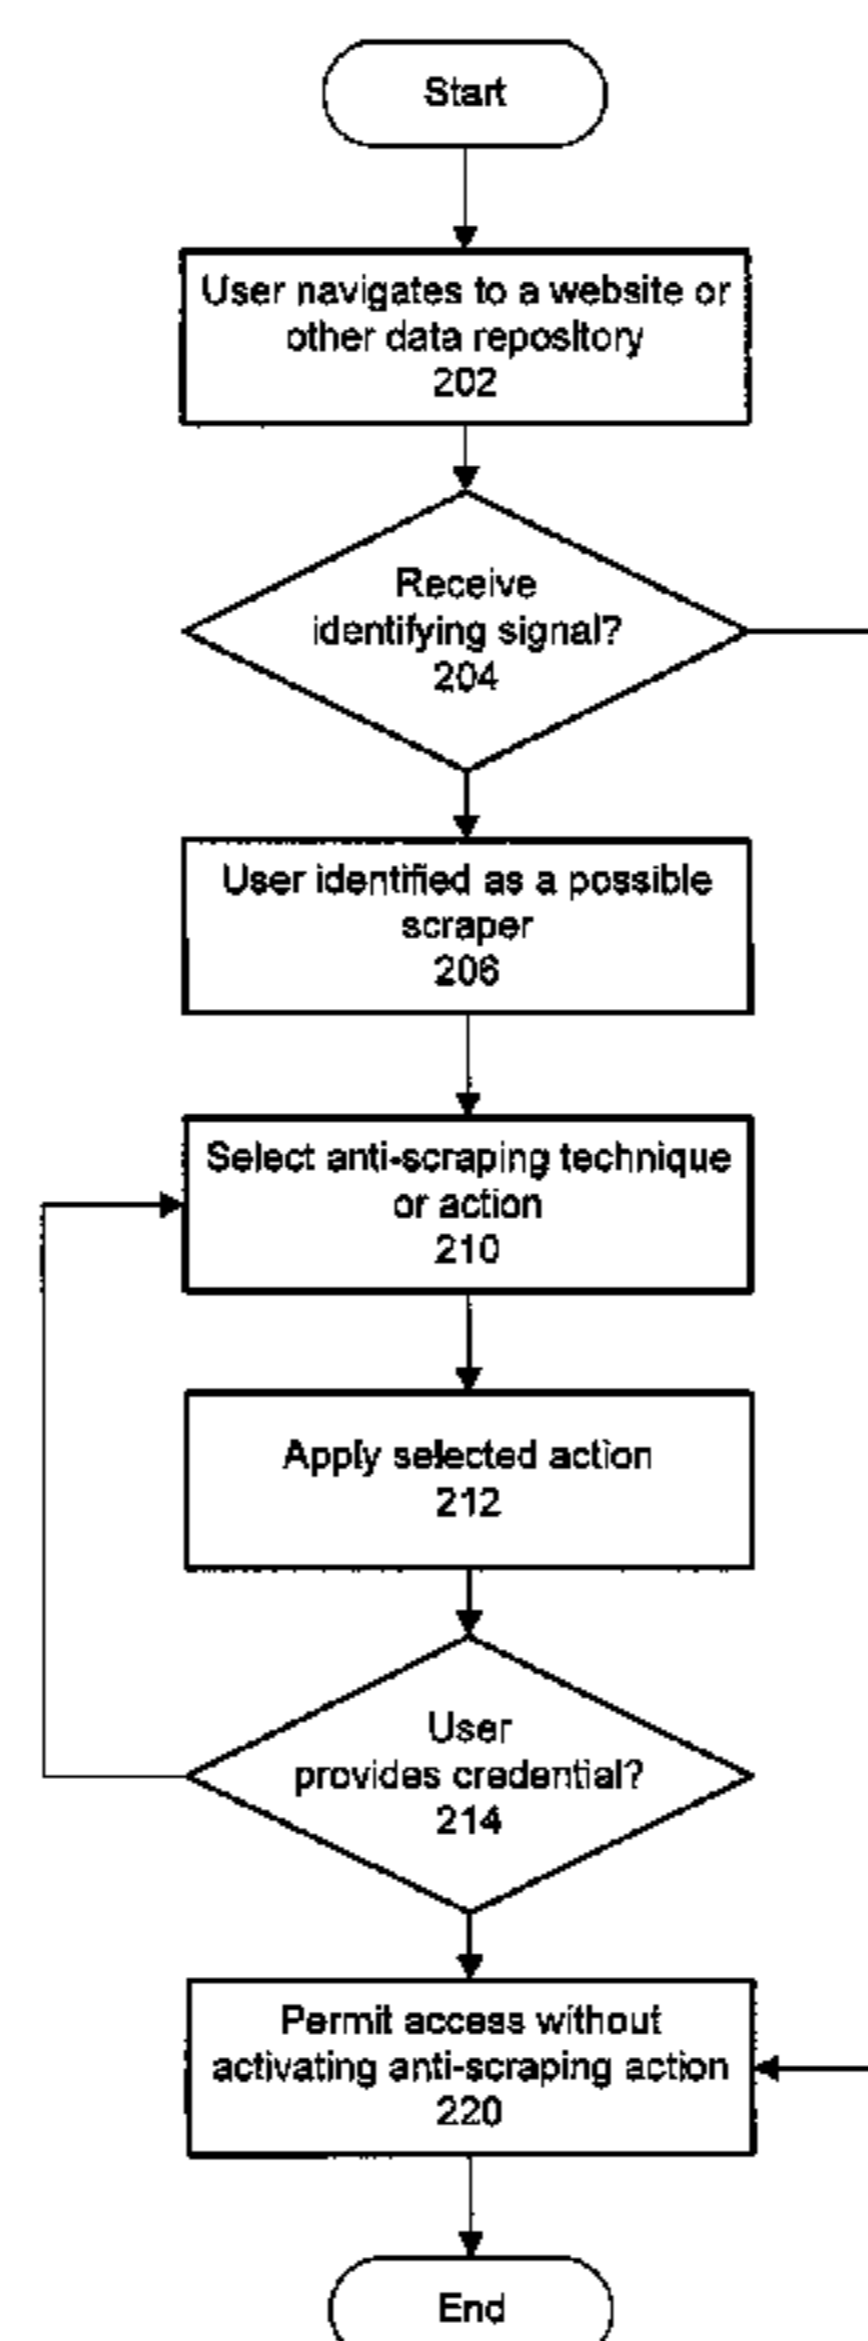 Start
User navigates to a website or
other data repository
202
Receive
identifying signal?
204
User identified as a possible
scraper
206
Select anti-scraping technique
or action
210
Apply selected action
212
User
provides credential?
214
Permit access without
activating anti-scraping action
220
End